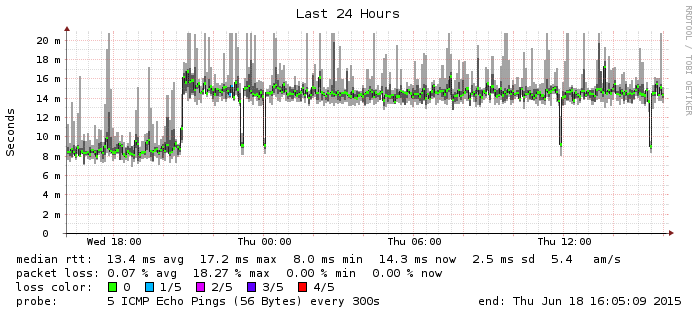 Last 24 Hours
RRDTOOL / TOBI OETIKER
Seconds
20 m
18 m
16 m
14 m
12 m
10 m
8 m
6 m
4 m
2 m
0
Wed 18:00 Thu 00:00 Thu 06:00 Thu 12:00
median rtt: 13.4 ms avg 17.2 ms max 8.0 ms min 14.3 ms now 2.5 ms sd 5.4 am/s
packet loss: 0.07 % avg 18.27 % max 0.00 % min 0.00 % now
loss color: 0 1/5 2/5 3/5 4/5
probe: 5 ICMP Echo Pings (56 Bytes) every 300s end: Thu Jun 18 16:05:09 2015